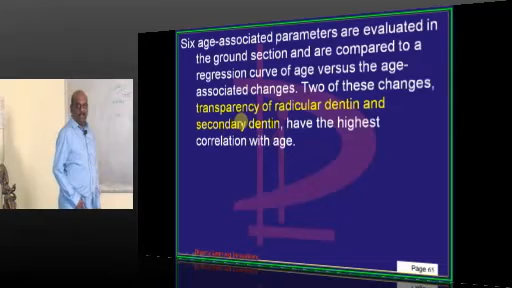 Six age-associated parameters are evaluated in
the ground section and are compared to a
regression curve of age versus the age-
associated changes. Two of these changes,
transparency of radicular dentin and
secondary dentin, have the highest
correlation with age.
Page 61